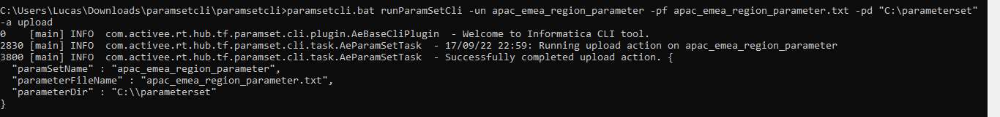 C:\Users\Lucas\Downloads\paramsetcli\paramsetcli>paramsetcli.bat runParamSetCli -un apac_emea_region_parameter -pf apac_emea_region_parameter.txt -pd "C:\parameterset"
-a upload
0    [main] INFO  com.activee.rt.hub.tf.paramset.cli.plugin.AeBaseCliPlugin  - Welcome to Informatica CLI tool.
2830 [main] INFO  com.activee.rt.hub.tf.paramset.cli.task.AeParamSetTask  - 17/09/22 22:59: Running upload action on apac_emea_region_parameter
3800 [main] INFO  com.activee.rt.hub.tf.paramset.cli.task.AeParamSetTask  - Successfully completed upload action. {
  "paramSetName" : "apac_emea_region_parameter",
  "parameterFileName" : "apac_emea_region_parameter.txt",
  "parameterDir" : "C:\\parameterset"
}